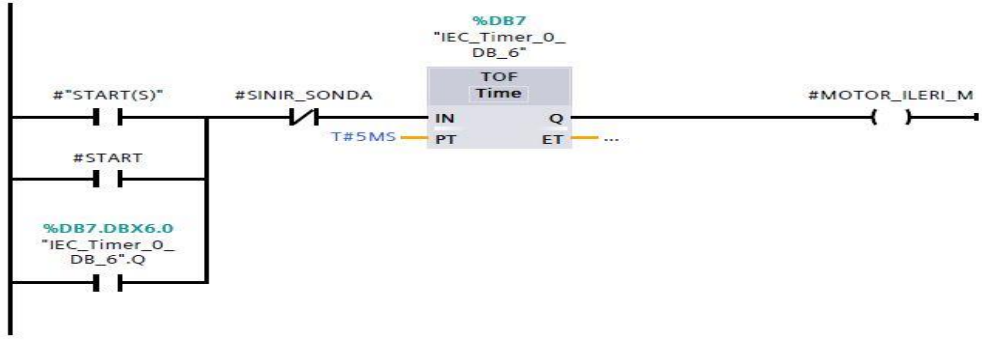 %DB7
"IEC_Timer_0_
DB_6"
TOF
Time
#"START(S)"
#SINIR_SONDA
#MOTOR_ILERI_M
IN
Q
T#5MS
PT
ET
...
#START
%DB7.DBX6.0
"IEC_Timer_0_
DB_6".Q